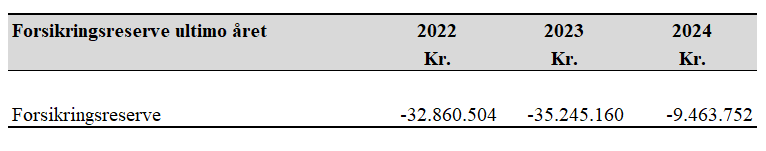 Forsikringsreserve ultimo året 2022 2023 2024
Kr. Kr. Kr.
Forsikringsreserve -32.860.504 -35.245.160 -9.463.752